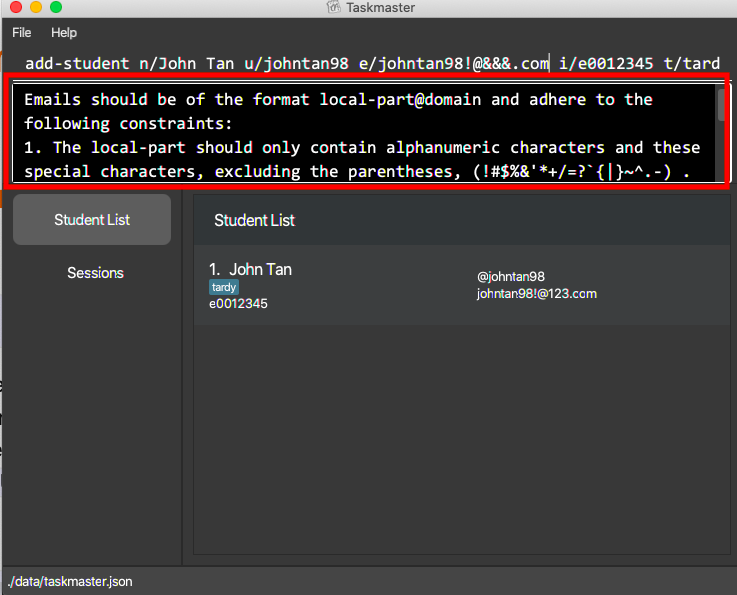 Taskmaster
File Help
add-student n/John Tan u/johntan98 e/johntan98!@&&&.com i/e0012345 t/tard
Emails should be of the format local-part@domain and adhere to the
following constraints:
1. The local-part should only contain alphanumeric characters and these
special characters, excluding the parentheses, (!#$%&'*+/=?`{|}~^.-) .
Student List
Sessions
Student List
1. John Tan
tardy
e0012345
@johntan98
johntan98!@123.com
./data/taskmaster.json